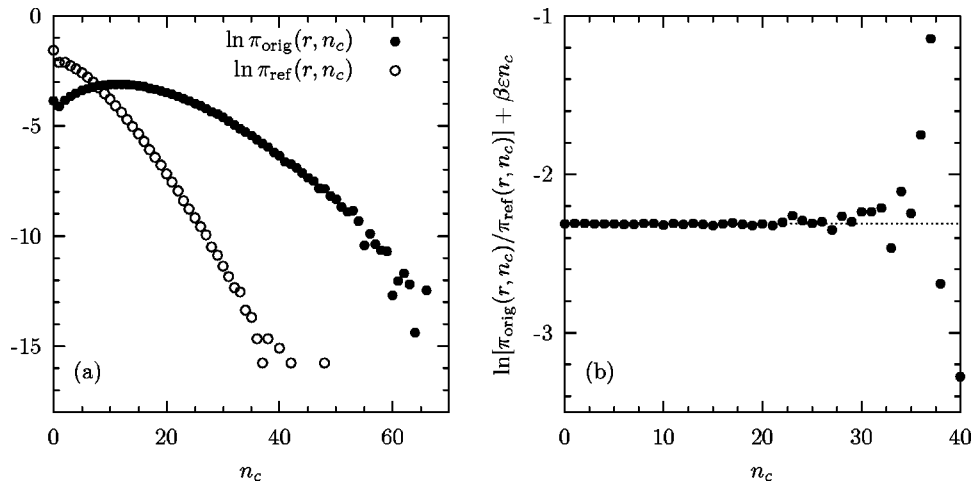 0
-5
-10
-15
ln π_orig(r, n_c) ●
ln π_ref(r, n_c) ○
(a)
0 20 40 60
n_c
ln[π_orig(r, n_c)/π_ref(r, n_c)] + βεn_c
-1
-2
-3
(b)
0 10 20 30 40
n_c